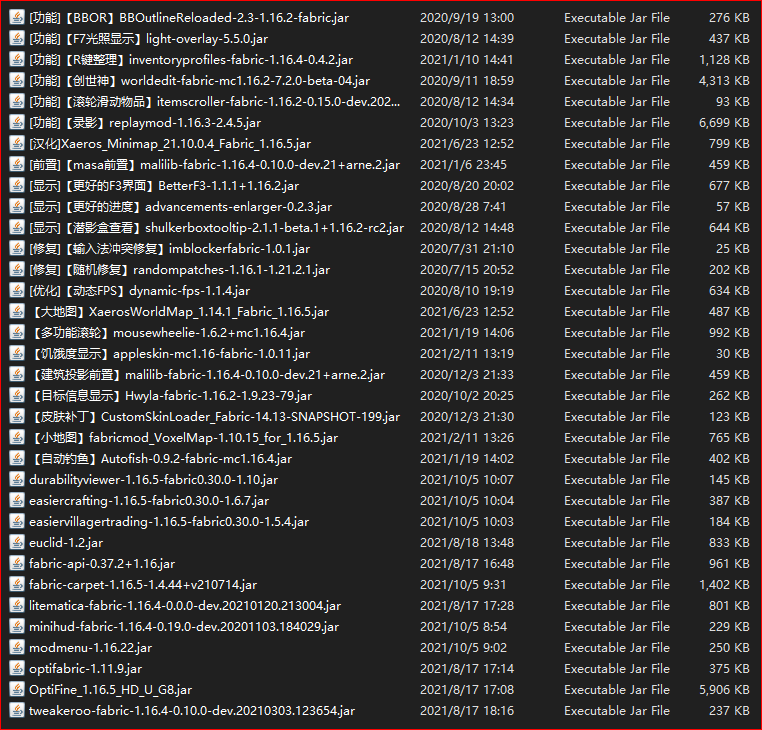 [功能]【BBOR】BBOutlineReloaded-2.3-1.16.2-fabric.jar 2020/9/19 13:00 Executable Jar File 276 KB
[功能]【F7光照显示】light-overlay-5.5.0.jar 2020/8/12 14:39 Executable Jar File 437 KB
[功能]【R键整理】inventoryprofiles-fabric-1.16.4-0.4.2.jar 2021/1/10 14:41 Executable Jar File 1,128 KB
[功能]【创世神】worldedit-fabric-mc1.16.2-7.2.0-beta-04.jar 2020/9/11 18:59 Executable Jar File 4,313 KB
[功能]【滚轮滑动物品】itemscroller-fabric-1.16.2-0.15.0-dev.202... 2020/8/12 14:34 Executable Jar File 93 KB
[功能]【录影】replaymod-1.16.3-2.4.5.jar 2020/10/3 13:23 Executable Jar File 6,699 KB
[汉化]Xaeros_Minimap_21.10.0.4_Fabric_1.16.5.jar 2021/6/23 12:52 Executable Jar File 799 KB
[前置]【masa前置】malilib-fabric-1.16.4-0.10.0-dev.21+arne.2.jar 2021/1/6 23:45 Executable Jar File 459 KB
[显示]【更好的F3界面】BetterF3-1.1.1+1.16.2.jar 2020/8/20 20:02 Executable Jar File 677 KB
[显示]【更好的进度】advancements-enlarger-0.2.3.jar 2020/8/28 7:41 Executable Jar File 57 KB
[显示]【潜影盒查看】shulkerboxtooltip-2.1.1-beta.1+1.16.2-rc2.jar 2020/8/12 14:48 Executable Jar File 644 KB
[修复]【输入法冲突修复】imblockerfabric-1.0.1.jar 2020/7/31 21:10 Executable Jar File 25 KB
[修复]【随机修复】randompatches-1.16.1-1.21.2.1.jar 2020/7/15 20:52 Executable Jar File 202 KB
[优化]【动态FPS】dynamic-fps-1.1.4.jar 2020/8/10 19:19 Executable Jar File 634 KB
【大地图】XaerosWorldMap_1.14.1_Fabric_1.16.5.jar 2021/6/23 12:52 Executable Jar File 487 KB
【多功能滚轮】mousewheelie-1.6.2+mc1.16.4.jar 2021/1/19 14:06 Executable Jar File 992 KB
【饥饿度显示】appleskin-mc1.16-fabric-1.0.11.jar 2021/2/11 13:19 Executable Jar File 30 KB
【建筑投影前置】malilib-fabric-1.16.4-0.10.0-dev.21+arne.2.jar 2020/12/3 21:33 Executable Jar File 459 KB
【目标信息显示】Hwyla-fabric-1.16.2-1.9.23-79.jar 2020/10/2 20:25 Executable Jar File 262 KB
【皮肤补丁】CustomSkinLoader_Fabric-14.13-SNAPSHOT-199.jar 2020/12/3 21:30 Executable Jar File 123 KB
【小地图】fabricmod_VoxelMap-1.10.15_for_1.16.5.jar 2021/2/11 13:26 Executable Jar File 765 KB
【自动钓鱼】Autofish-0.9.2-fabric-mc1.16.4.jar 2021/1/19 14:02 Executable Jar File 402 KB
durabilityviewer-1.16.5-fabric0.30.0-1.10.jar 2021/10/5 10:07 Executable Jar File 145 KB
easiercrafting-1.16.5-fabric0.30.0-1.6.7.jar 2021/10/5 10:04 Executable Jar File 387 KB
easiervillagertrading-1.16.5-fabric0.30.0-1.5.4.jar 2021/10/5 10:03 Executable Jar File 184 KB
euclid-1.2.jar 2021/8/18 13:48 Executable Jar File 833 KB
fabric-api-0.37.2+1.16.jar 2021/8/17 16:48 Executable Jar File 961 KB
fabric-carpet-1.16.5-1.4.44+v210714.jar 2021/10/5 9:31 Executable Jar File 1,402 KB
litematica-fabric-1.16.4-0.0.0-dev.20210120.213004.jar 2021/8/17 17:28 Executable Jar File 801 KB
minihud-fabric-1.16.4-0.19.0-dev.20201103.184029.jar 2021/10/5 8:54 Executable Jar File 229 KB
modmenu-1.16.22.jar 2021/10/5 9:02 Executable Jar File 250 KB
optifabric-1.11.9.jar 2021/8/17 17:14 Executable Jar File 375 KB
OptiFine_1.16.5_HD_U_G8.jar 2021/8/17 17:08 Executable Jar File 5,906 KB
tweakeroo-fabric-1.16.4-0.10.0-dev.20210303.123654.jar 2021/8/17 18:16 Executable Jar File 237 KB